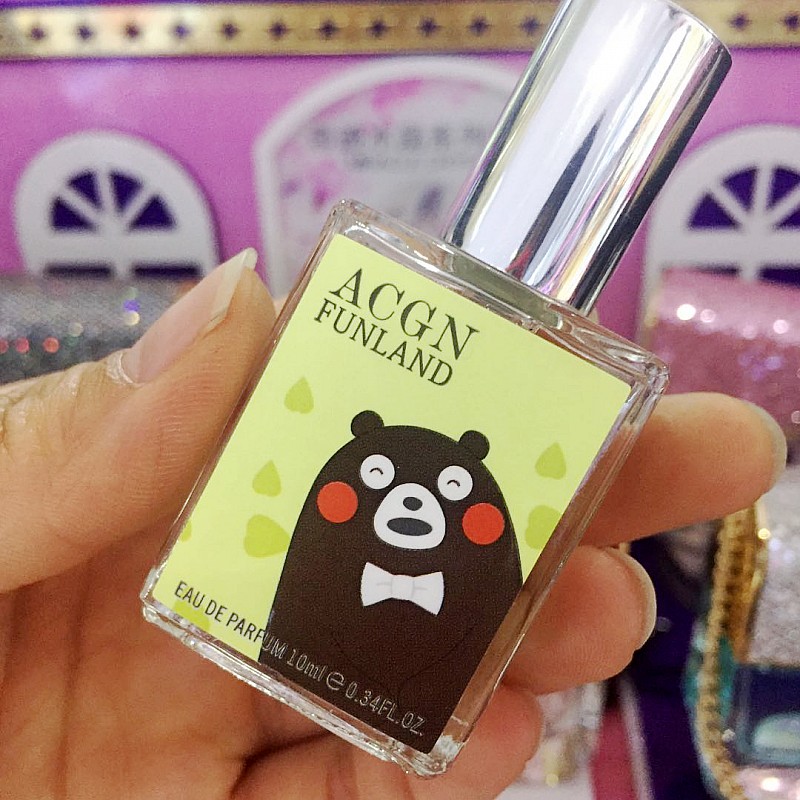 ACGN
FUNLAND
EAU DE PARFUM 10ml ℮ 0.34FL.OZ.